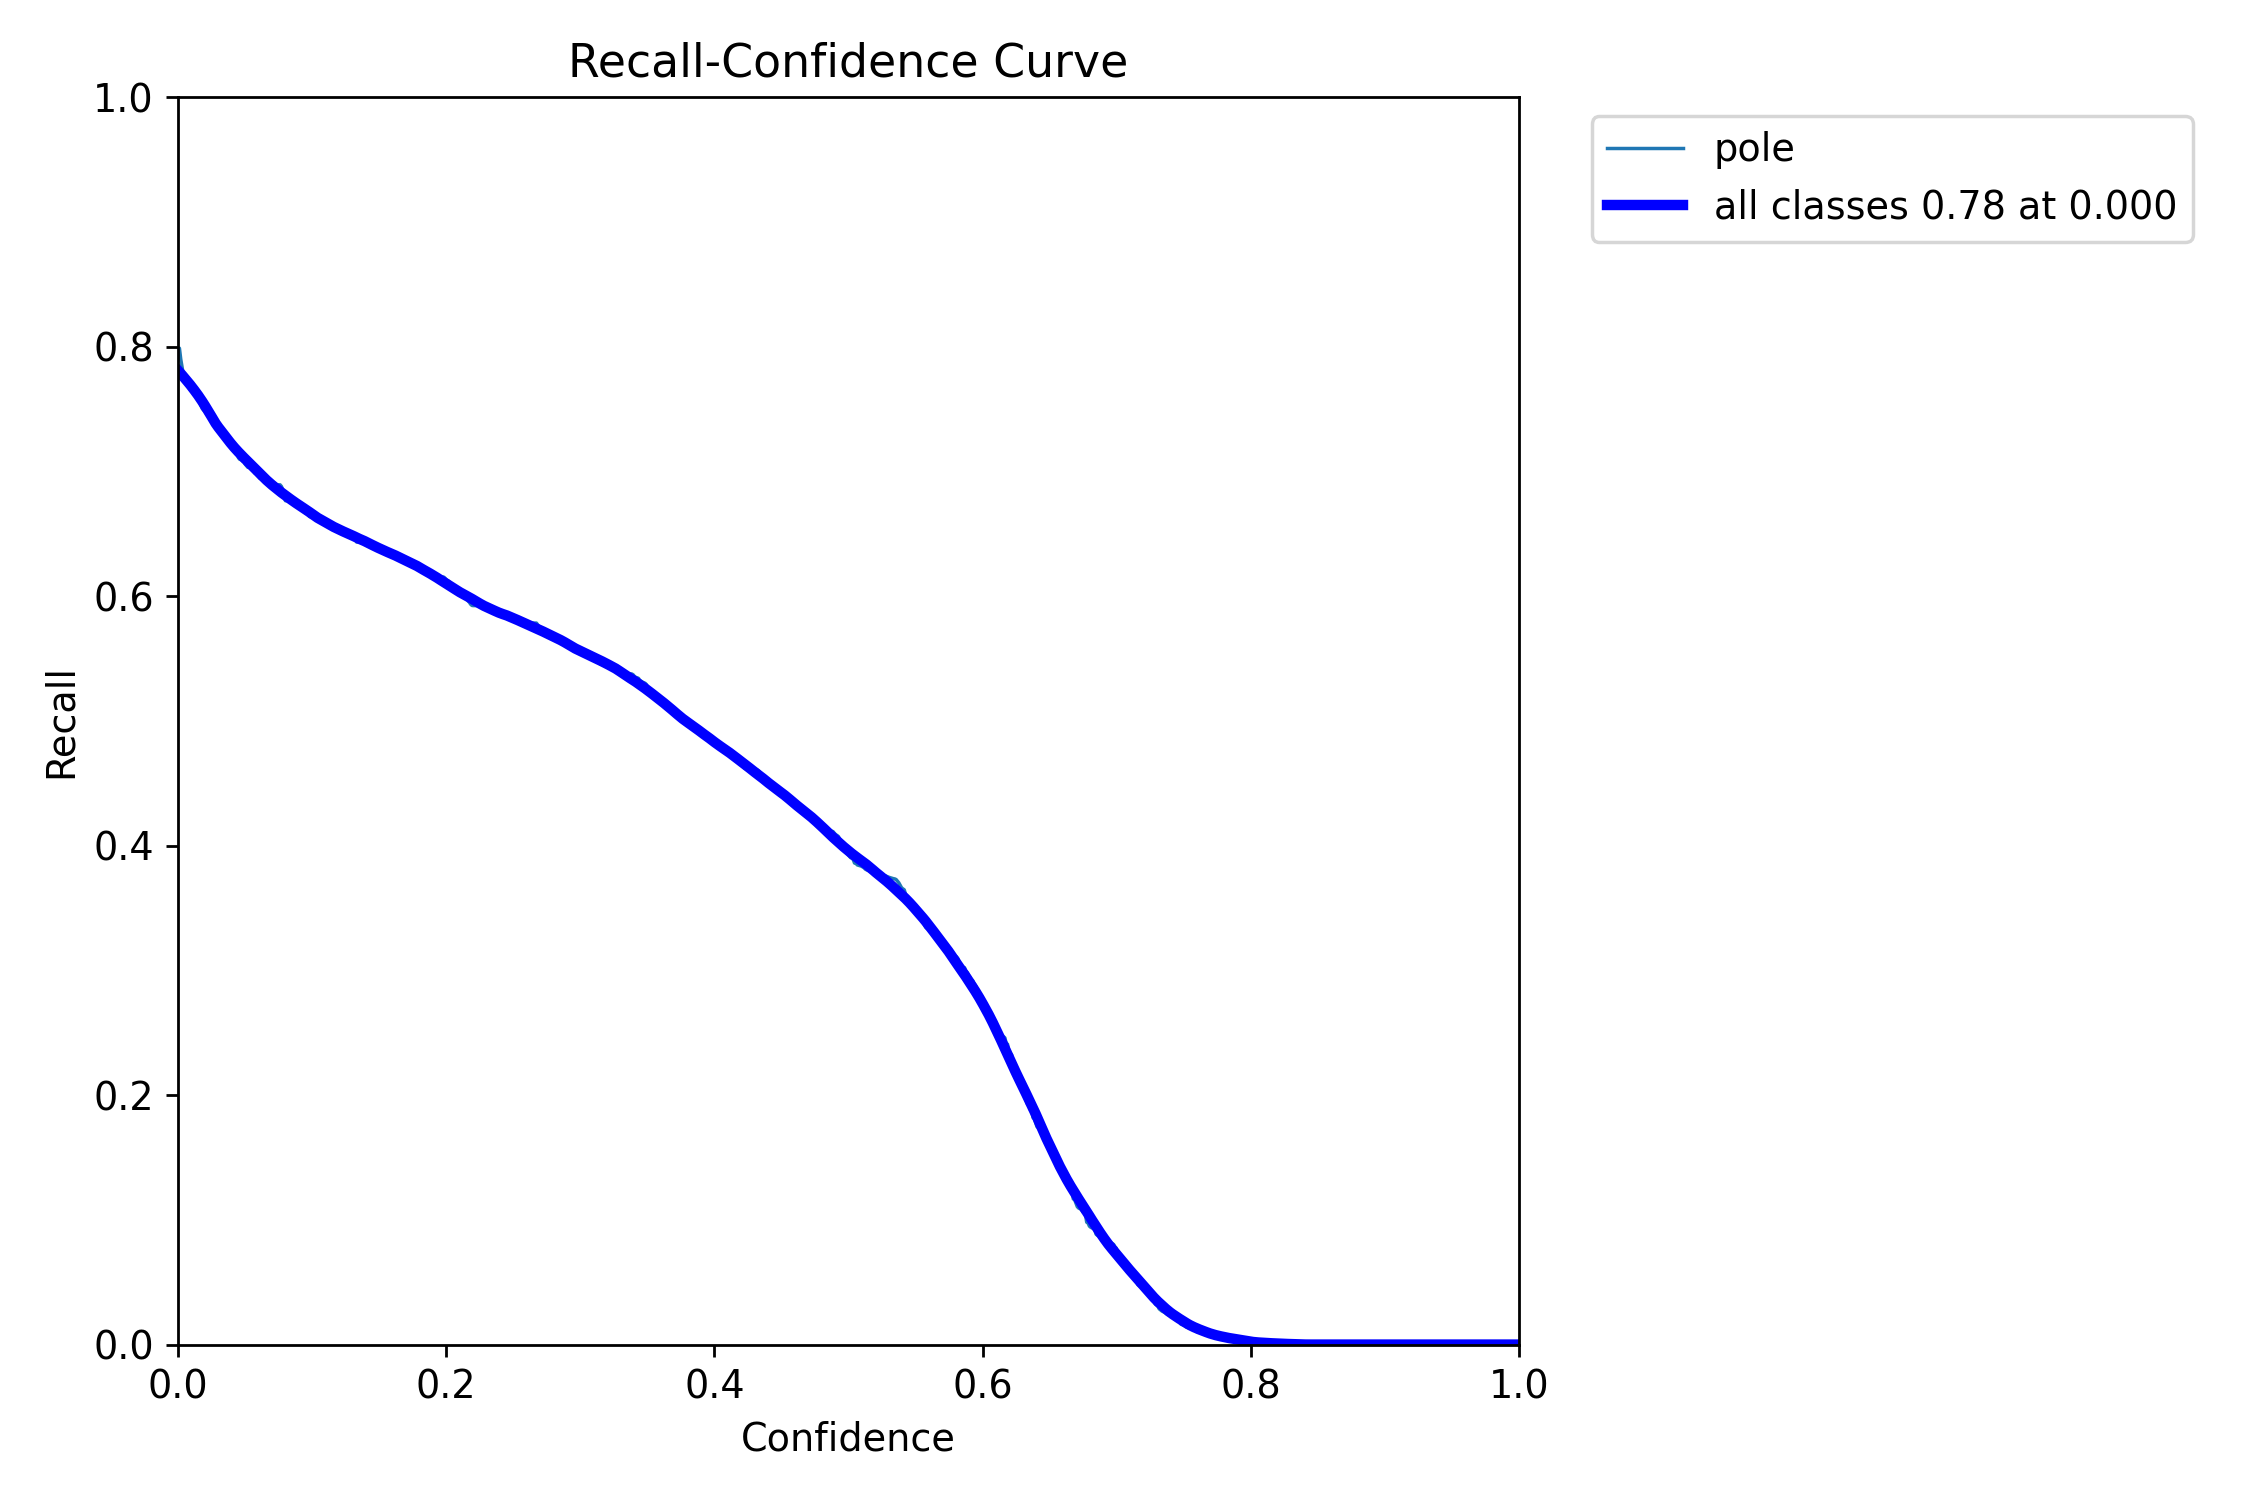 Recall-Confidence Curve
1.0
0.8
0.6
0.4
0.2
0.0
Recall
0.0 0.2 0.4 0.6 0.8 1.0
Confidence
pole
all classes 0.78 at 0.000